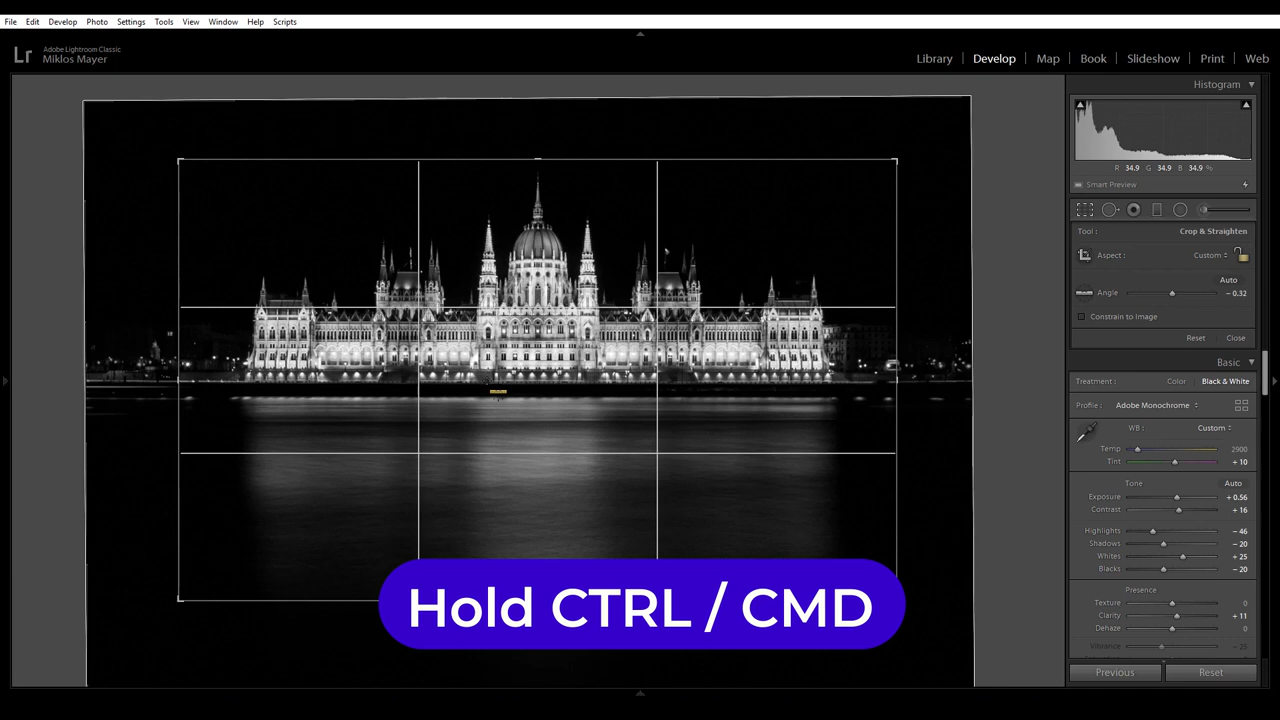 File Edit Develop Photo Settings Tools View Window Help Scripts
Lr Adobe Lightroom Classic
Miklos Mayer
Library | Develop | Map | Book | Slideshow | Print | Web
Histogram
R 34.9 G 34.9 B 34.9 %
Smart Preview
Tool : Crop & Straighten
Aspect : Custom
Auto
Angle - 0.32
Constrain to Image
Reset Close
Basic
Treatment : Color Black & White
Profile : Adobe Monochrome
WB : Custom
Temp 2900
Tint + 10
Tone Auto
Exposure + 0.56
Contrast + 16
Highlights - 46
Shadows - 20
Whites + 25
Blacks - 20
Presence
Texture 0
Clarity + 11
Dehaze 0
Vibrance - 25
Previous Reset
Hold CTRL / CMD